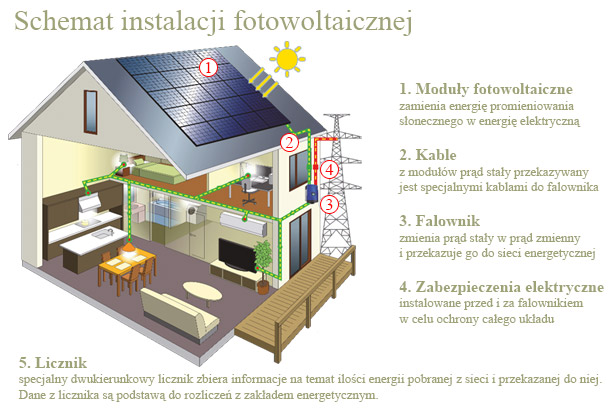 Schemat instalacji fotowoltaicznej
1
2
4
3
1. Moduły fotowoltaiczne
zamienia energię promieniowania
słonecznego w energię elektryczną
2. Kable
z modułów prąd stały przekazywany
jest specjalnymi kablami do falownika
3. Falownik
zmienia prąd stały w prąd zmienny
i przekazuje go do sieci energetycznej
4. Zabezpieczenia elektryczne
instalowane przed i za falownikiem
w celu ochrony całego układu
5. Licznik
specjalny dwukierunkowy licznik zbiera informacje na temat ilości energii pobranej z sieci i przekazanej do niej.
Dane z licznika są podstawą do rozliczeń z zakładem energetycznym.